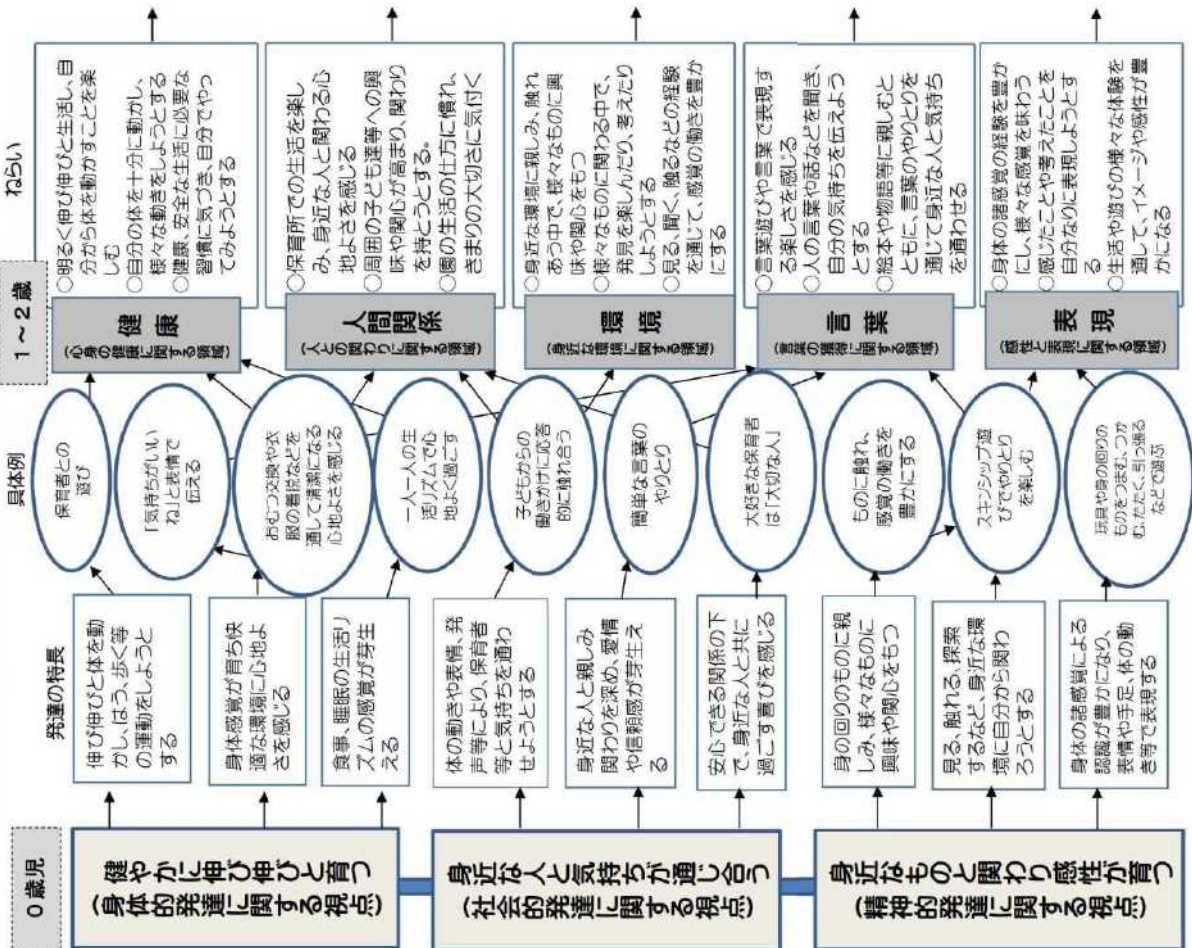 0歳児
健やかに伸び伸びと育つ
(身体的発達に関する視点)
身近な人と気持ちが通じ合う
(社会的発達に関する視点)
身近なものと関わり感性が育つ
(精神的発達に関する視点)
発達の特長
伸び伸びと体を動
かし、はう、歩く等
の運動をしようと
する
身体感覚が育ち快
適な環境に心地よ
さを感じる
食事、睡眠の生活リ
ズムの感覚が芽生
える
体の動きや表情、発
声等により、保育者
等と気持ちを通わ
せようとする
身近な人と親しみ
関わりを深め、愛情
や信頼感が芽生え
る
安心できる関係の下
で、身近な人と共に
過ごす喜びを感じる
身の回りのものに親
しみ、様々なものに
興味や関心をもつ
見る、触れる、探索
するなど、身近な環
境に自分から関わ
ろうとする
身体の諸感覚による
認識が豊かになり、
表情や手足、体の動
き等で表現する
具体例
保育者との
遊び
「気持ちがいい
ね」と表情で
伝える
おむつ交換や衣
服の着脱などを
通して清潔になる
心地よさを感じる
一人一人の生
活リズムで心
地よく過ごす
子どもからの
働きかけに応答
的に触れ合う
簡単な言葉の
やりとり
大好きな保育者
は「大切な人」
ものに触れ、
感覚の働きを
豊かにする
スキンシップ遊
びでやりとり
を楽しむ
玩具や身の回りの
ものをつまむ、つか
む、たたく、引っ張る
などで遊ぶ
1~2歳
健康
(心身の健康に関する領域)
人間関係
(人との関わりに関する領域)
環境
(身近な環境に関する領域)
言葉
(言葉の獲得に関する領域)
表現
(感性と表現に関する領域)
ねらい
○明るく伸び伸びと生活し、自
分から体を動かすことを楽
しむ
○自分の体を十分に動かし、
様々な動きをしようとする
○健康、安全な生活に必要な
習慣に気づき、自分でやっ
てみようとする
○保育所での生活を楽し
み、身近な人と関わる心
地よさを感じる
○周囲の子ども達等への興
味や関心が高まり、関わり
を持とうとする。
○園の生活の仕方に慣れ、
きまりの大切さに気付く
○身近な環境に親しみ、触れ
あう中で、様々なものに興
味や関心をもつ
○様々なものに関わる中で、
発見を楽しんだり、考えたり
しようとする
○見る、聞く、触るなどの経験
を通じて、感覚の働きを豊か
にする
○言葉遊びや言葉で表現す
る楽しさを感じる
○人の言葉や話などを聞き、
自分の気持ちを伝えよう
とする
○絵本や物語等に親しむと
ともに、言葉のやりとりを
通じて身近な人と気持ち
を通わせる
○身体の諸感覚の経験を豊か
にし、様々な感覚を味わう
○感じたことや考えたことを
自分なりに表現しようとす
る
○生活や遊びの様々な体験を
通して、イメージや感性が豊
かになる